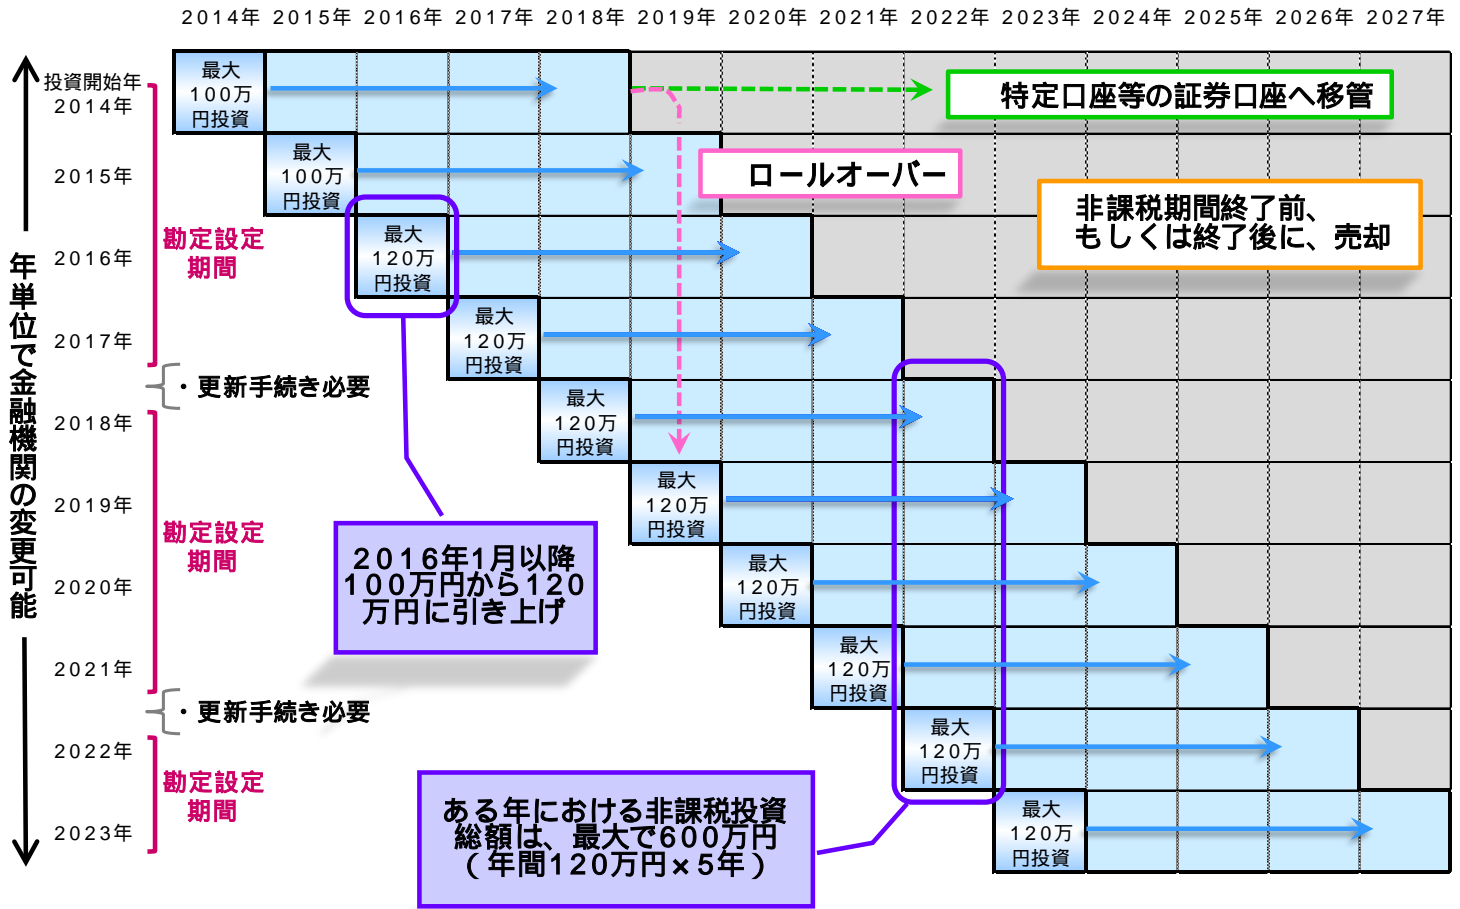 2014年 2015年 2016年 2017年 2018年 2019年 2020年 2021年 2022年 2023年 2024年 2025年 2026年 2027年
年単位で金融機関の変更可能
投資開始年
2014年
2015年
2016年
2017年
勘定設定
期間
・更新手続き必要
2018年
2019年
2020年
2021年
勘定設定
期間
・更新手続き必要
2022年
2023年
勘定設定
期間
最大
100万
円投資
最大
100万
円投資
最大
120万
円投資
最大
120万
円投資
最大
120万
円投資
最大
120万
円投資
最大
120万
円投資
最大
120万
円投資
最大
120万
円投資
最大
120万
円投資
特定口座等の証券口座へ移管
ロールオーバー
非課税期間終了前、
もしくは終了後に、売却
2016年1月以降
100万円から120
万円に引き上げ
ある年における非課税投資
総額は、最大で600万円
(年間120万円×5年)